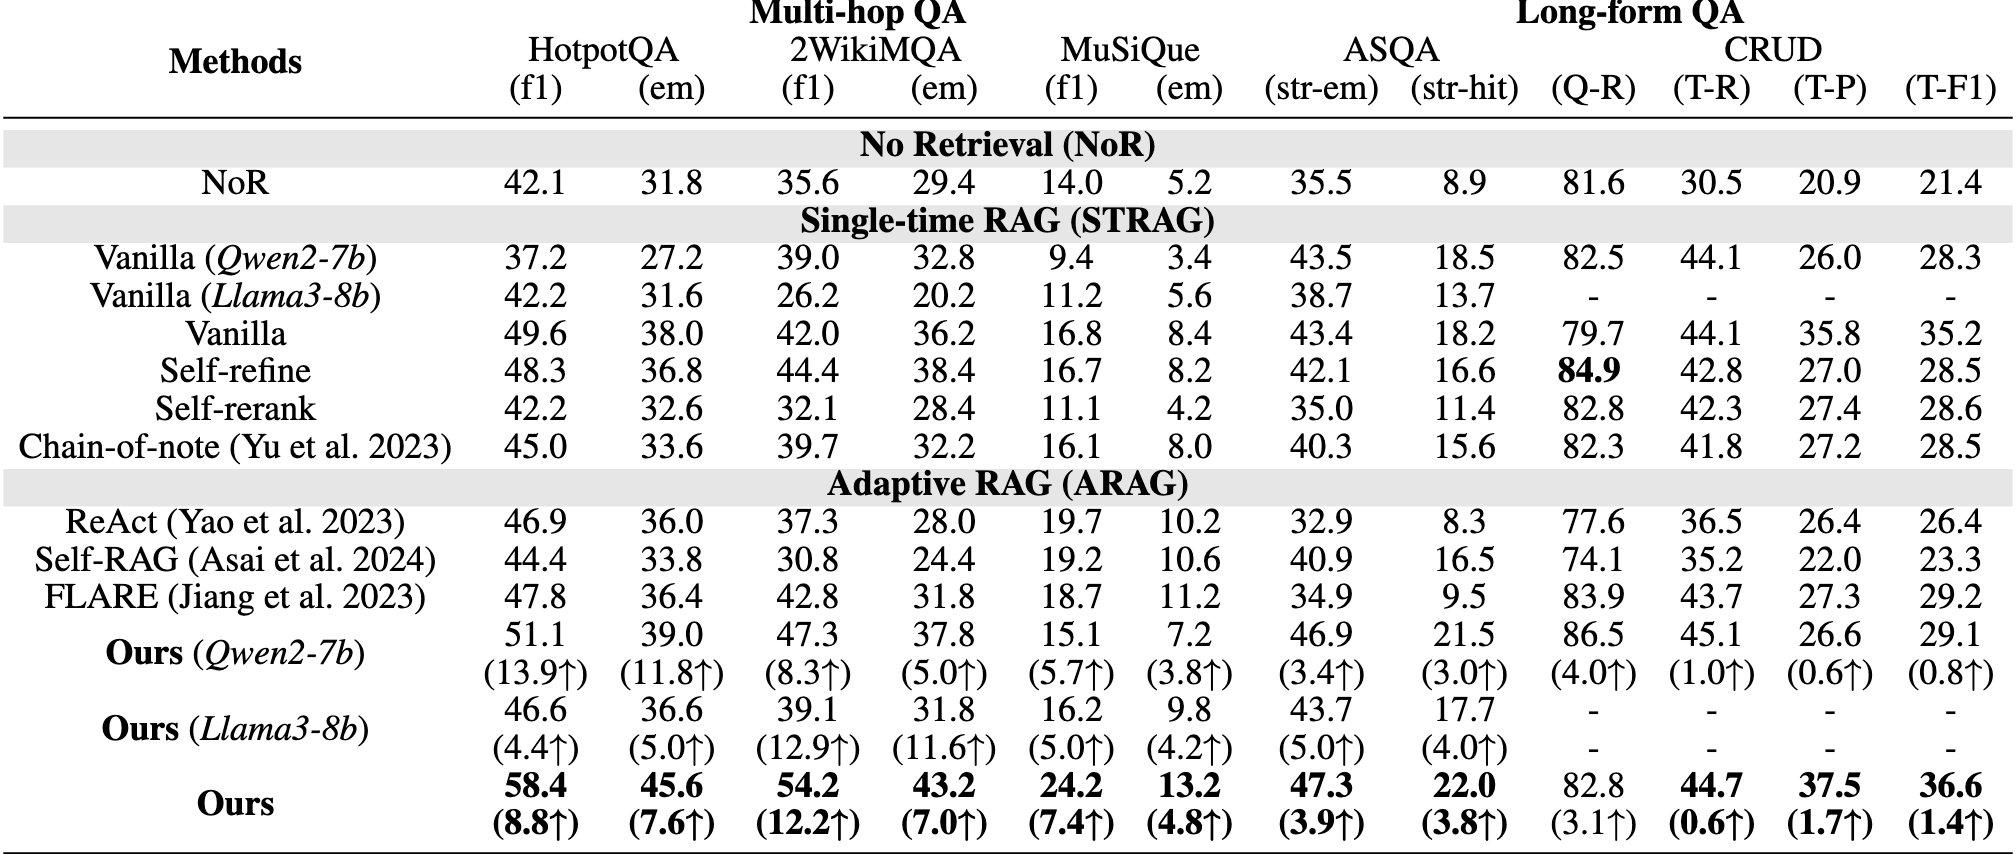 Multi-hop QA Long-form QA
Methods HotpotQA 2WikiMQA MuSiQue ASQA CRUD
(f1) (em) (f1) (em) (f1) (em) (str-em) (str-hit) (Q-R) (T-R) (T-P) (T-F1)
No Retrieval (NoR)
NoR 42.1 31.8 35.6 29.4 14.0 5.2 35.5 8.9 81.6 30.5 20.9 21.4
Single-time RAG (STRAG)
Vanilla (Qwen2-7b) 37.2 27.2 39.0 32.8 9.4 3.4 43.5 18.5 82.5 44.1 26.0 28.3
Vanilla (Llama3-8b) 42.2 31.6 26.2 20.2 11.2 5.6 38.7 13.7 - - - -
Vanilla 49.6 38.0 42.0 36.2 16.8 8.4 43.4 18.2 79.7 44.1 35.8 35.2
Self-refine 48.3 36.8 44.4 38.4 16.7 8.2 42.1 16.6 84.9 42.8 27.0 28.5
Self-rerank 42.2 32.6 32.1 28.4 11.1 4.2 35.0 11.4 82.8 42.3 27.4 28.6
Chain-of-note (Yu et al. 2023) 45.0 33.6 39.7 32.2 16.1 8.0 40.3 15.6 82.3 41.8 27.2 28.5
Adaptive RAG (ARAG)
ReAct (Yao et al. 2023) 46.9 36.0 37.3 28.0 19.7 10.2 32.9 8.3 77.6 36.5 26.4 26.4
Self-RAG (Asai et al. 2024) 44.4 33.8 30.8 24.4 19.2 10.6 40.9 16.5 74.1 35.2 22.0 23.3
FLARE (Jiang et al. 2023) 47.8 36.4 42.8 31.8 18.7 11.2 34.9 9.5 83.9 43.7 27.3 29.2
Ours (Qwen2-7b) 51.1 39.0 47.3 37.8 15.1 7.2 46.9 21.5 86.5 45.1 26.6 29.1
(13.9↑) (11.8↑) (8.3↑) (5.0↑) (5.7↑) (3.8↑) (3.4↑) (3.0↑) (4.0↑) (1.0↑) (0.6↑) (0.8↑)
Ours (Llama3-8b) 46.6 36.6 39.1 31.8 16.2 9.8 43.7 17.7 - - - -
(4.4↑) (5.0↑) (12.9↑) (11.6↑) (5.0↑) (4.2↑) (5.0↑) (4.0↑) - - - -
Ours 58.4 45.6 54.2 43.2 24.2 13.2 47.3 22.0 82.8 44.7 37.5 36.6
(8.8↑) (7.6↑) (12.2↑) (7.0↑) (7.4↑) (4.8↑) (3.9↑) (3.8↑) (3.1↑) (0.6↑) (1.7↑) (1.4↑)